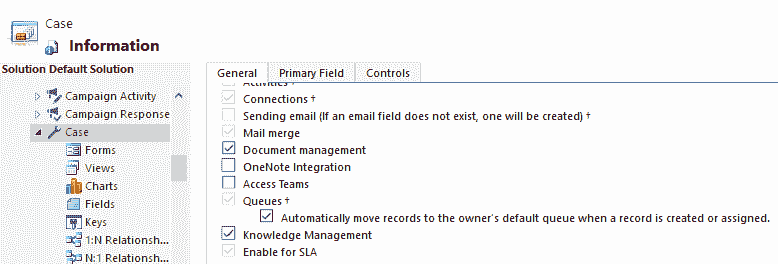 Case
Information
Solution Default Solution
Campaign Activity
Campaign Response
Case
Forms
Views
Charts
Fields
Keys
1:N Relationsh...
N:1 Relationsh...
General
Primary Field
Controls
Activities †
Connections †
Sending email (If an email field does not exist, one will be created) †
Mail merge
Document management
OneNote Integration
Access Teams
Queues †
Automatically move records to the owner's default queue when a record is created or assigned.
Knowledge Management
Enable for SLA